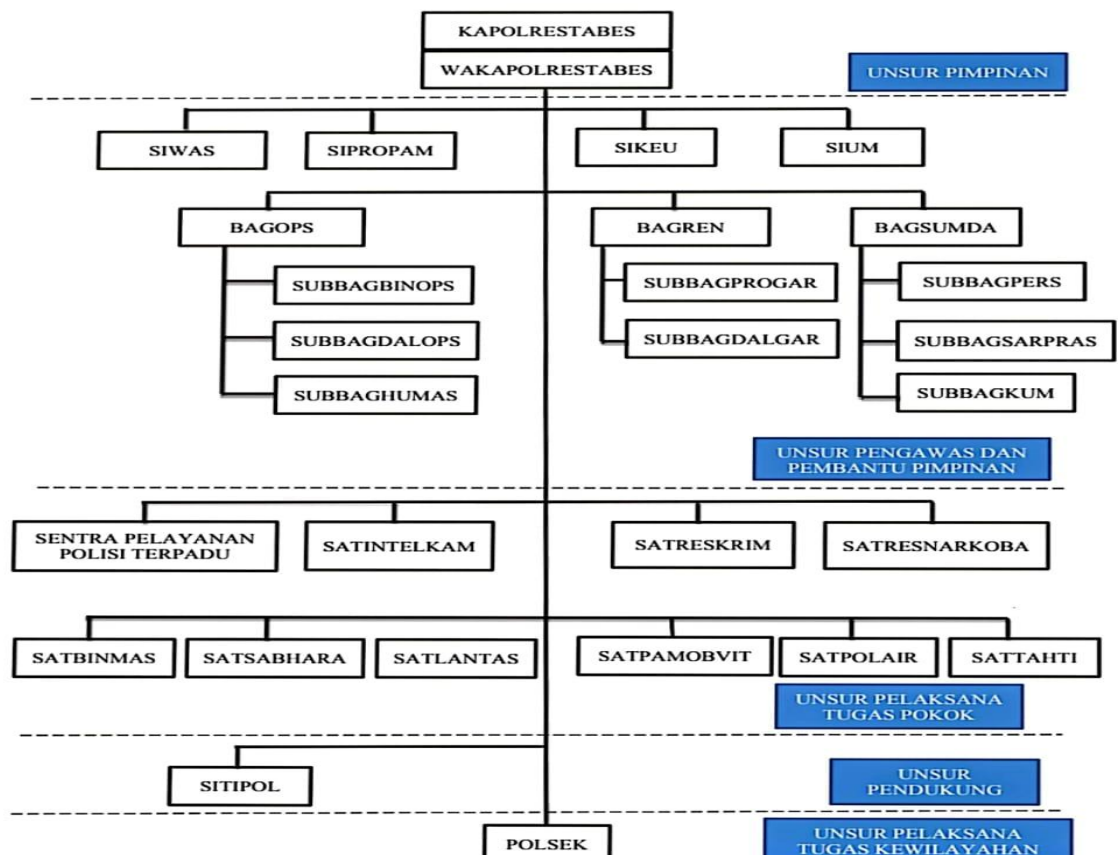 KAPOLRESTABES
WAKAPOLRESTABES
UNSUR PIMPINAN
SIWAS
SIPROPAM
SIKEU
SIUM
BAGOPS
BAGREN
BAGSUMDA
SUBBAGBINOPS
SUBBAGPROGAR
SUBBAGPERS
SUBBAGDALOPS
SUBBAGDALGAR
SUBBAGSARPRAS
SUBBAGHUMAS
SUBBAGKUM
UNSUR PENGAWAS DAN
PEMBANTU PIMPINAN
SENTRA PELAYANAN
POLISI TERPADU
SATINTELKAM
SATRESKRIM
SATRESNARKOBA
SATBINMAS
SATSABHARA
SATLANTAS
SATPAMOBVIT
SATPOLAIR
SATTAHTI
UNSUR PELAKSANA
TUGAS POKOK
SITIPOL
UNSUR
PENDUKUNG
POLSEK
UNSUR PELAKSANA
TUGAS KEWILAYAHAN